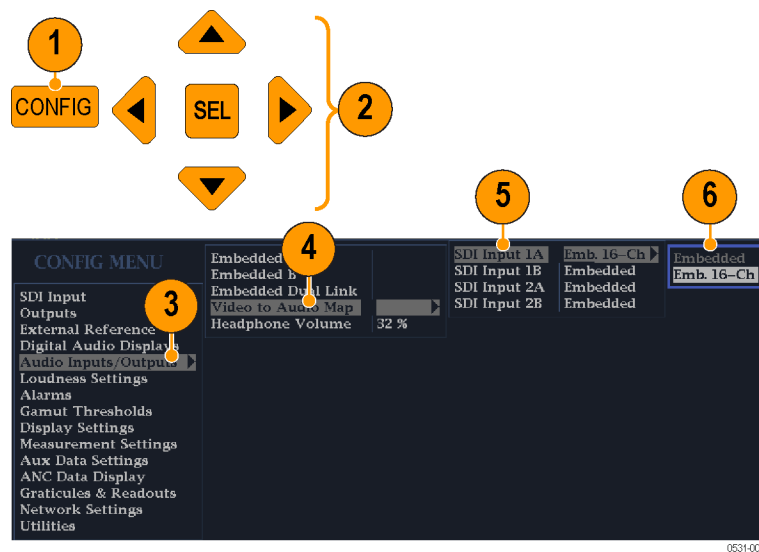 1
CONFIG
SEL
2
3
4
5
6
CONFIG MENU
SDI Input
Outputs
External Reference
Digital Audio Displays
Audio Inputs/Outputs
Loudness Settings
Alarms
Gamut Thresholds
Display Settings
Measurement Settings
Aux Data Settings
ANC Data Display
Graticules & Readouts
Network Settings
Utilities
Embedded
Embedded b
Embedded Dual Link
Video to Audio Map
Headphone Volume 32 %
SDI Input 1A Emb. 16-Ch
SDI Input 1B Embedded
SDI Input 2A Embedded
SDI Input 2B Embedded
Embedded
Emb. 16-Ch
0531-00